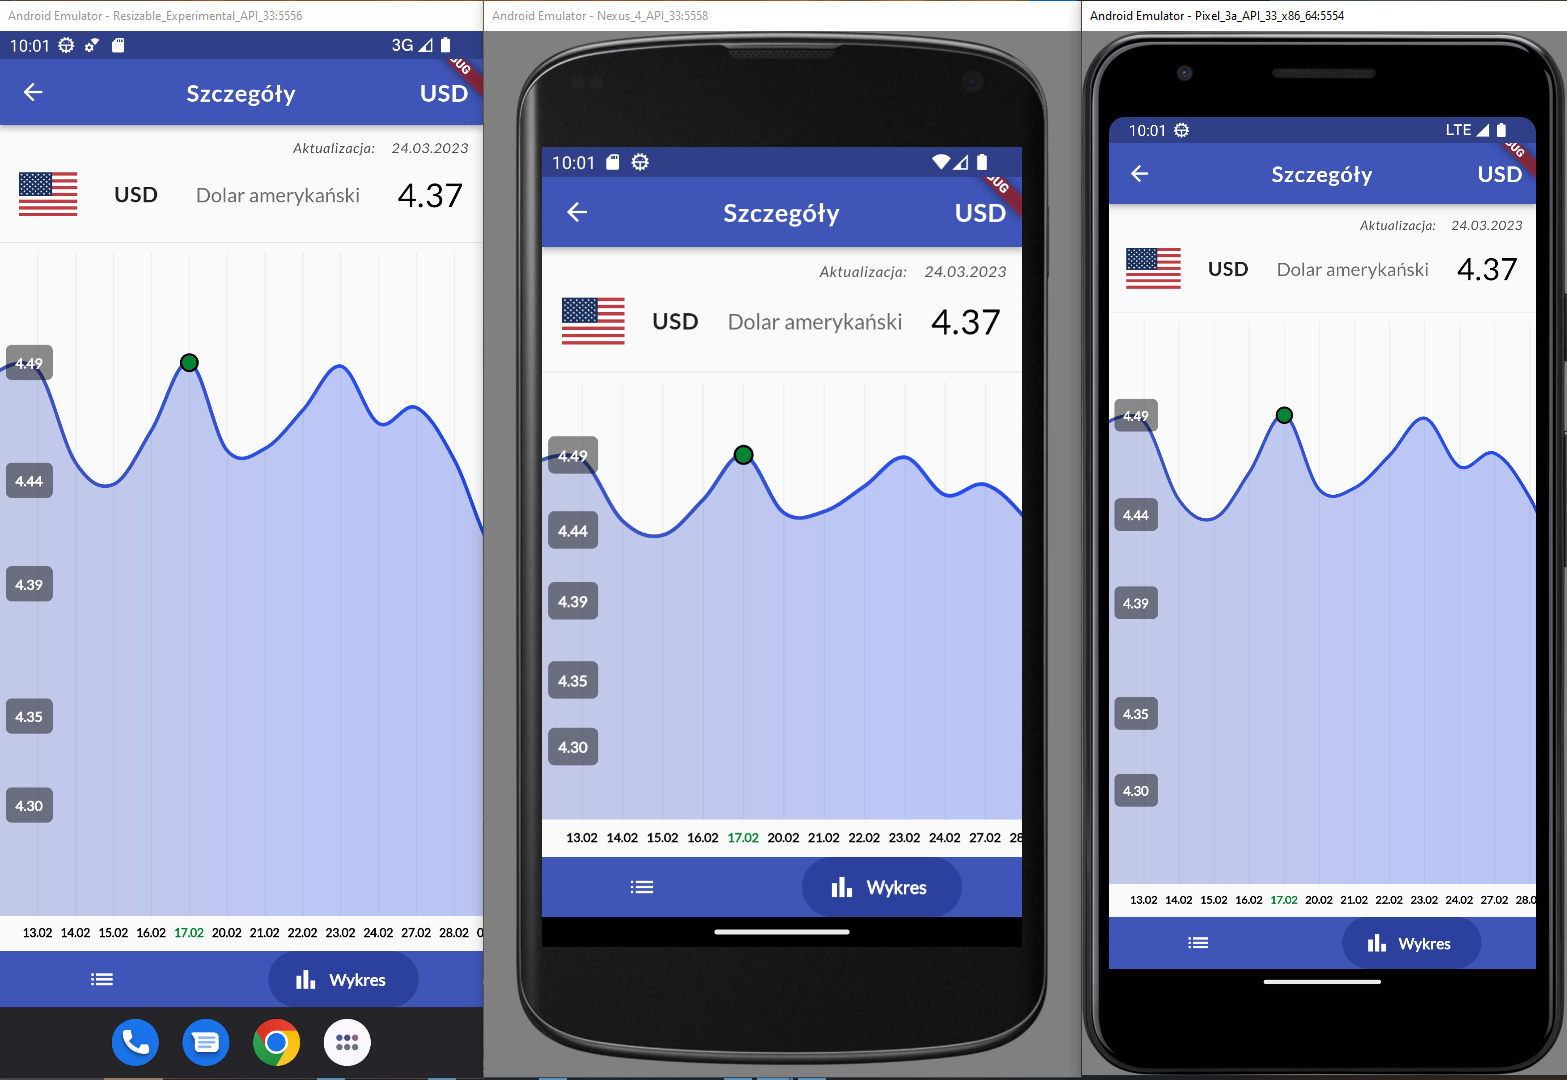 Android Emulator - Resizable_Experimental_API_33:5556
10:01 3G
Szczegóły USD
Aktualizacja: 24.03.2023
USD Dolar amerykański 4.37
4.49
4.44
4.39
4.35
4.30
13.02 14.02 15.02 16.02 17.02 20.02 21.02 22.02 23.02 24.02 27.02 28.02
Wykres
Android Emulator - Nexus_4_API_33:5558
10:01
Szczegóły USD
Aktualizacja: 24.03.2023
USD Dolar amerykański 4.37
4.49
4.44
4.39
4.35
4.30
13.02 14.02 15.02 16.02 17.02 20.02 21.02 22.02 23.02 24.02 27.02 28
Wykres
Android Emulator - Pixel_3a_API_33_x86_64:5554
10:01 LTE
Szczegóły USD
Aktualizacja: 24.03.2023
USD Dolar amerykański 4.37
4.49
4.44
4.39
4.35
4.30
13.02 14.02 15.02 16.02 17.02 20.02 21.02 22.02 23.02 24.02 27.02 28.0
Wykres